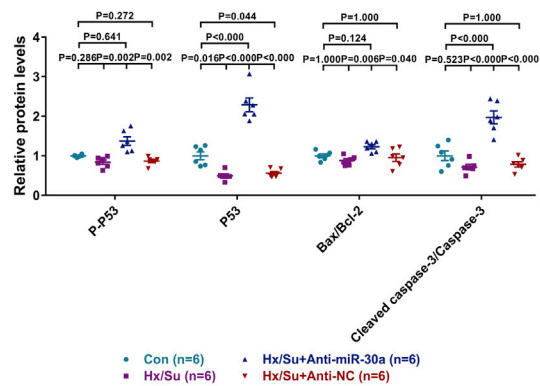 P=0.272 P=0.044 P=1.000 P=1.000
P=0.641 P<0.000 P=0.124 P<0.000
P=0.286 P=0.002 P=0.002 P=0.016 P<0.000 P<0.000 P=1.000 P=0.006 P=0.040 P=0.523 P<0.000 P<0.000
Relative protein levels
4
3
2
1
0
P-P53
P53
Bax/Bcl-2
Cleaved caspase-3/Caspase-3
Con (n=6) Hx/Su+Anti-miR-30a (n=6)
Hx/Su (n=6) Hx/Su+Anti-NC (n=6)